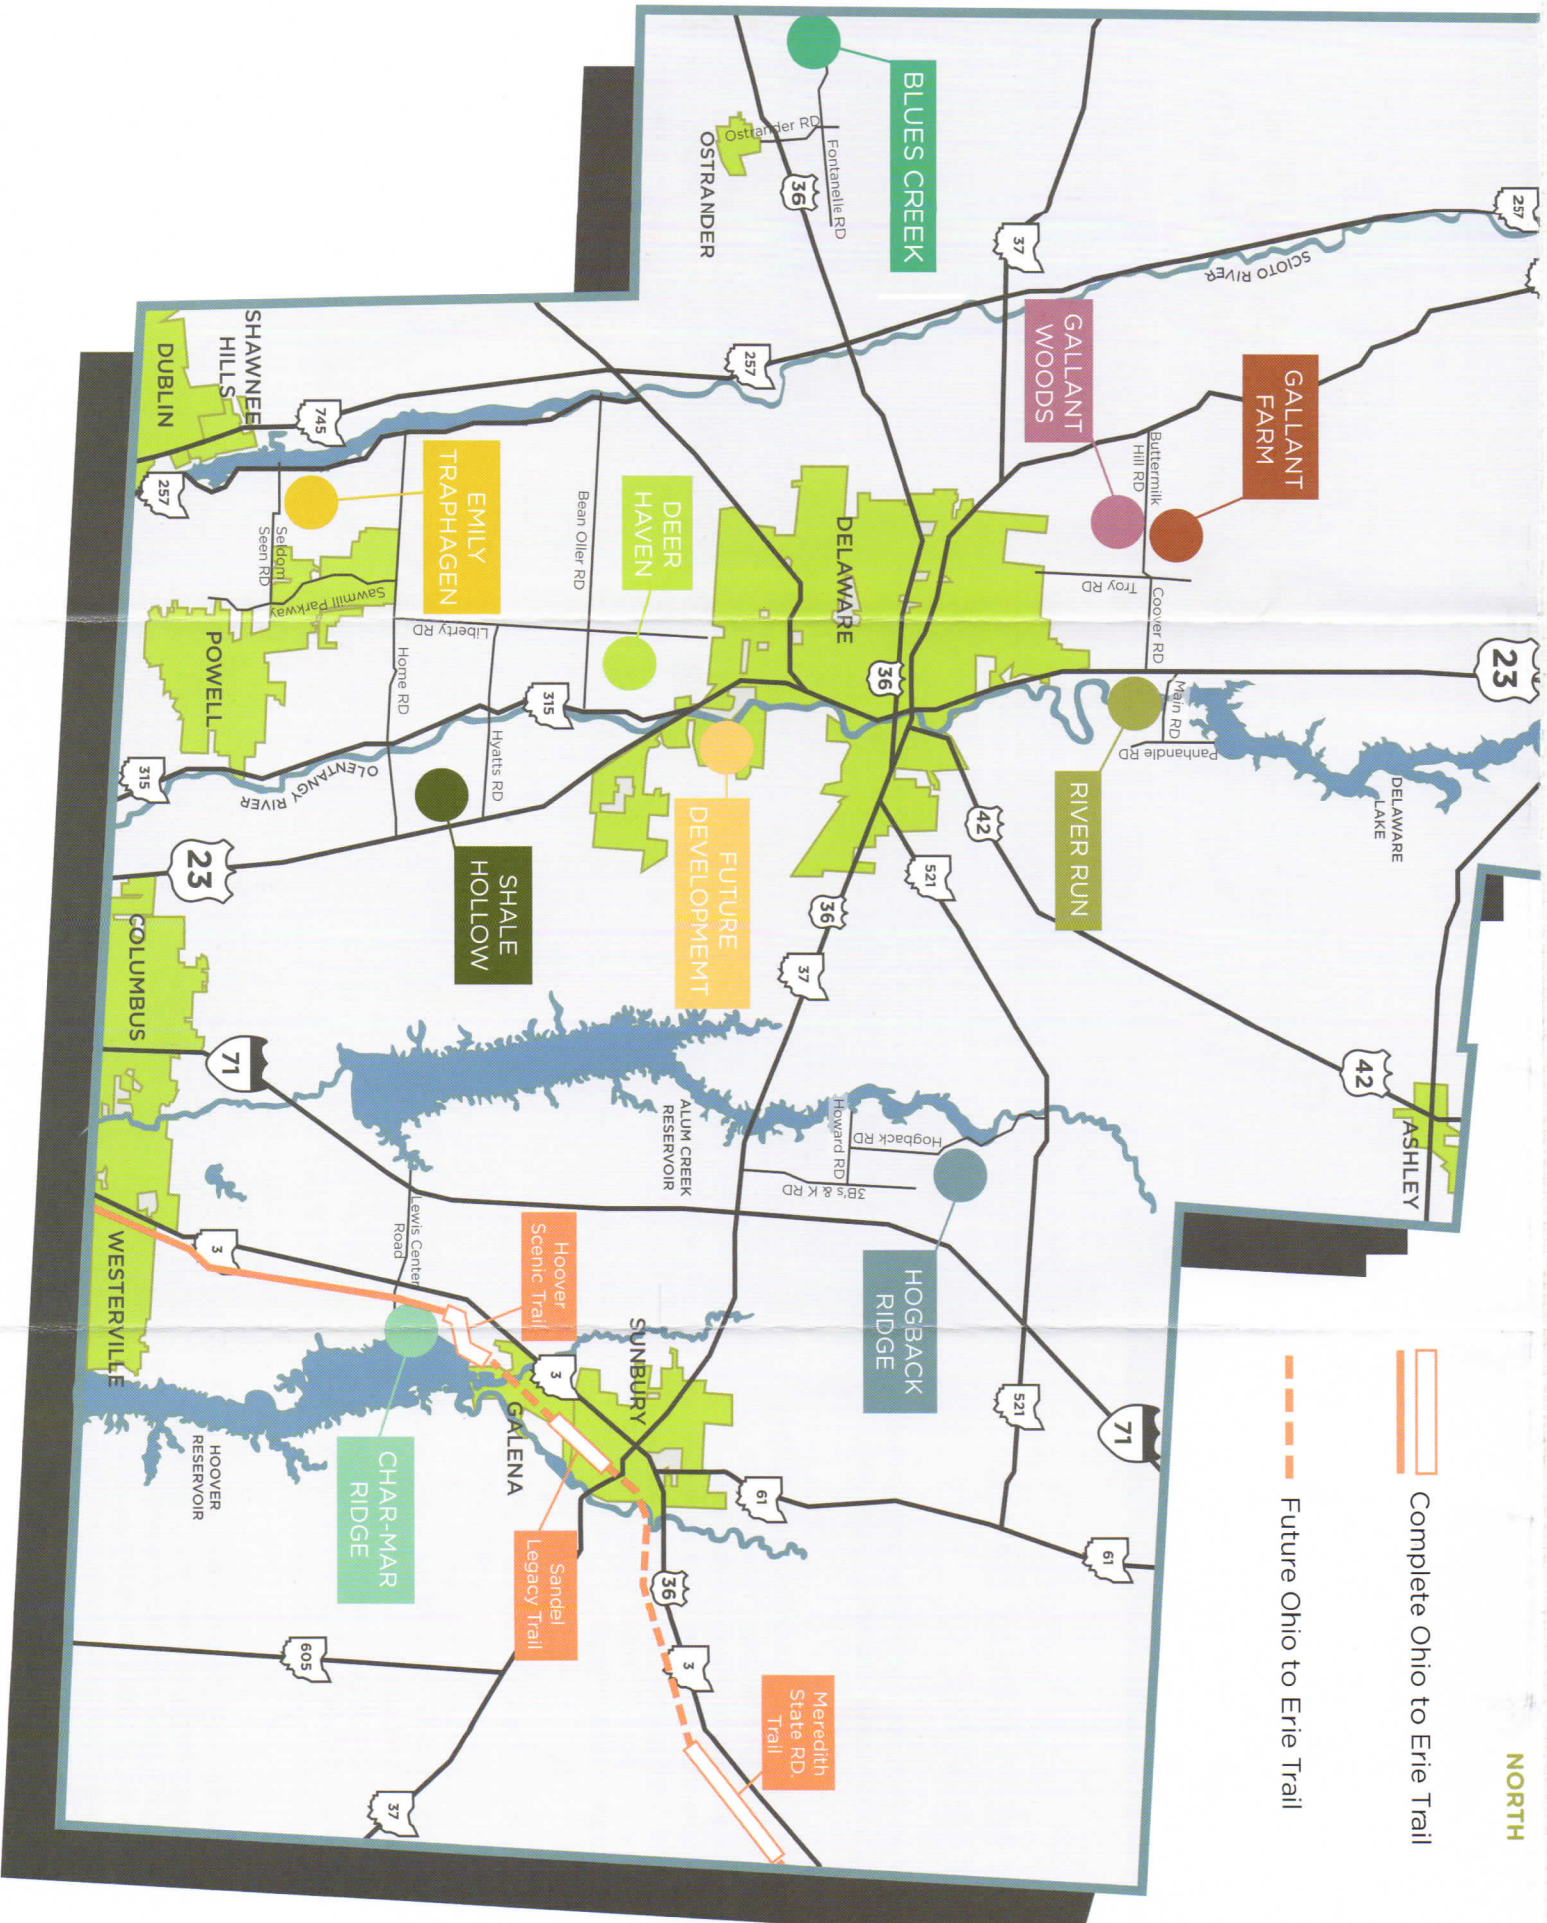 NORTH
Complete Ohio to Erie Trail
Future Ohio to Erie Trail
257
SCIOTO RIVER
37
BLUES CREEK
Fontanelle RD
Ostrander RD
36
OSTRANDER
GALLANT
FARM
GALLANT
WOODS
Buttermilk
Hill RD
Troy RD
Coover RD
23
Main RD
Panhandle RD
DELAWARE
LAKE
RIVER RUN
42
ASHLEY
DELAWARE
36
42
521
36
37
257
745
SHAWNEE
HILLS
DUBLIN
257
EMILY
TRAPHAGEN
Seldom
Seen RD
Sawmill Parkway
POWELL
Bean Oller RD
DEER
HAVEN
Liberty RD
Home RD
Hyatts RD
315
315
OLENTANGY RIVER
FUTURE
DEVELOPMEMT
SHALE
HOLLOW
23
COLUMBUS
71
ALUM CREEK
RESERVOIR
Howard RD
Hogback RD
3B's & K RD
HOGBACK
RIDGE
521
71
61
61
Lewis Center
Road
3
WESTERVILLE
Hoover
Scenic Trail
SUNBURY
3
GALENA
HOOVER
RESERVOIR
CHAR-MAR
RIDGE
Sandel
Legacy Trail
36
3
Meredith
State RD.
Trail
605
37